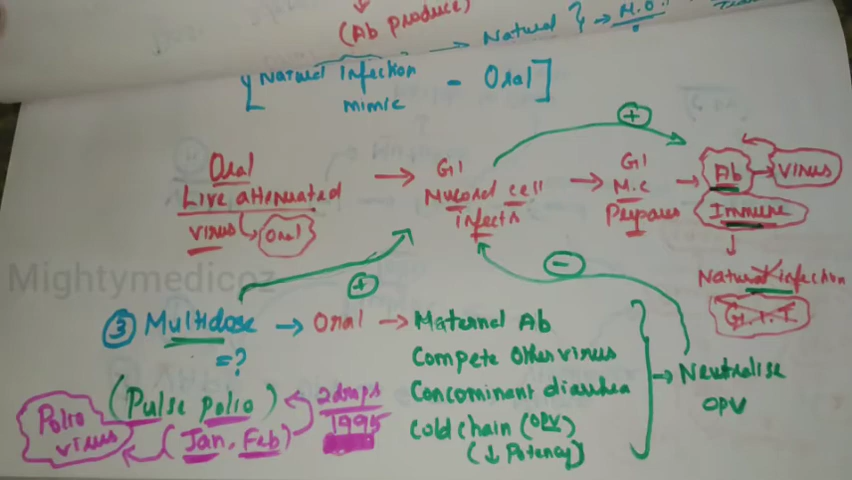 (Ab produce)
Natural } → M.O.
[Natural Infection - Oral]
mimic
Oral
Live attenuated
virus
Oral
→ GI
Mucosal cell
infectn
→ GI
M.C
Prepares
→ Ab → virus
Immune
Natural infection
G.I.T
+
Mightymedicoz
+
-
③ Multidose → Oral → Maternal Ab
=?
Compete other virus
Concominant diarrhea
Cold chain (OPV)
(↓ Potency)
→ Neutralise
OPV
(Pulse polio)
2 drops
1995
(Jan, Feb)
Polio
virus